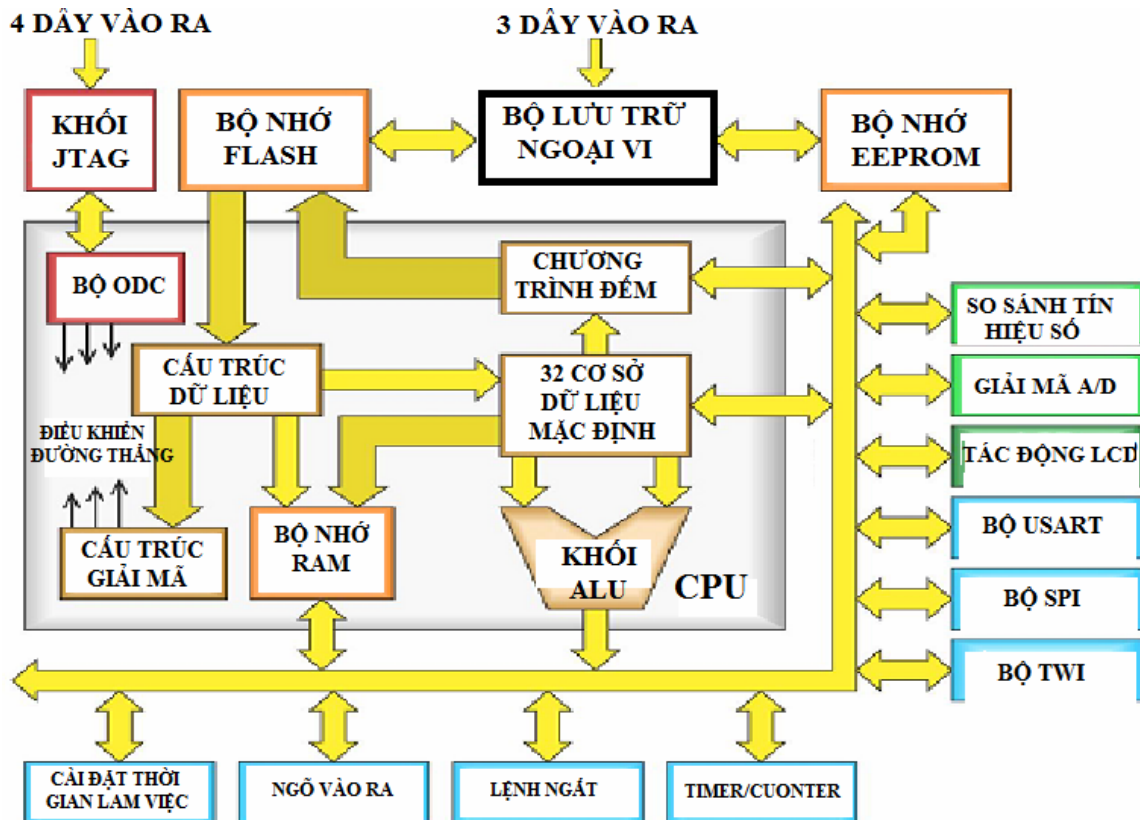 4 DÂY VÀO RA
3 DÂY VÀO RA
KHỐI
JTAG
BỘ NHỚ
FLASH
BỘ LƯU TRỮ
NGOẠI VI
BỘ NHỚ
EEPROM
BỘ ODC
CHƯƠNG
TRÌNH ĐẾM
SO SÁNH TÍN
HIỆU SỐ
CẤU TRÚC
DỮ LIỆU
32 CƠ SỞ
DỮ LIỆU
MẶC ĐỊNH
GIẢI MÃ A/D
ĐIỀU KHIỂN
ĐƯỜNG THẲNG
TÁC ĐỘNG LCD
CẤU TRÚC
GIẢI MÃ
BỘ NHỚ
RAM
KHỐI
ALU
CPU
BỘ USART
BỘ SPI
BỘ TWI
CÀI ĐẶT THỜI
GIAN LAM VIỆC
NGÕ VÀO RA
LỆNH NGẮT
TIMER/CUONTER